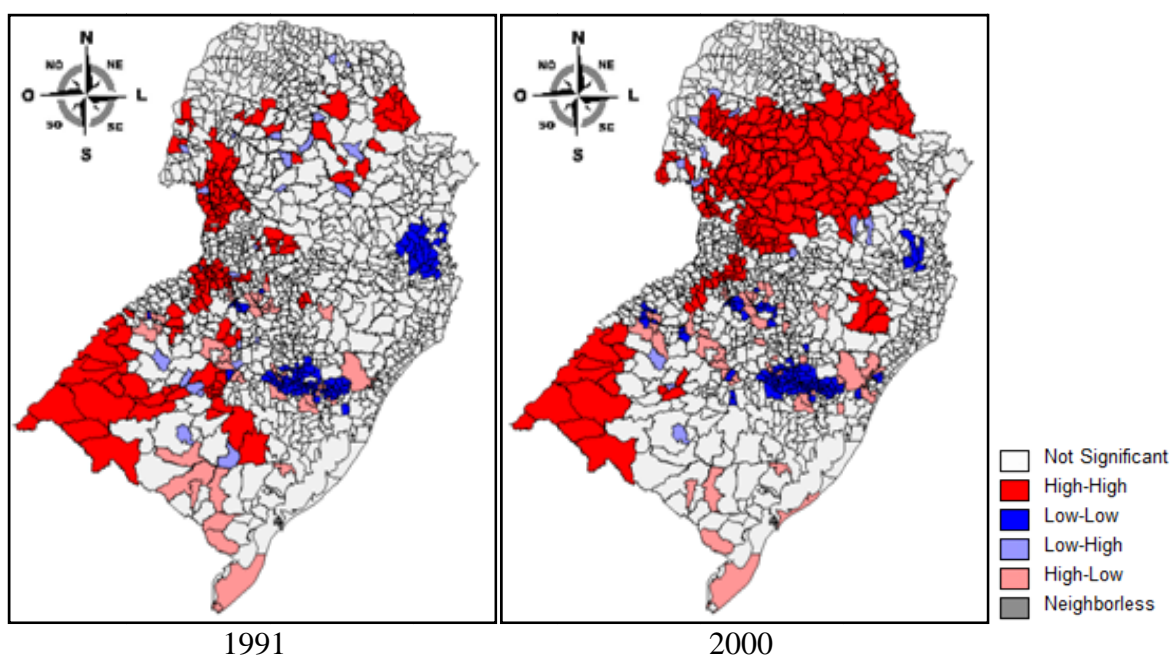 N
NO NE
O L
SO SE
S
N
NO NE
O L
SO SE
S
Not Significant
High-High
Low-Low
Low-High
High-Low
Neighborless
1991 2000